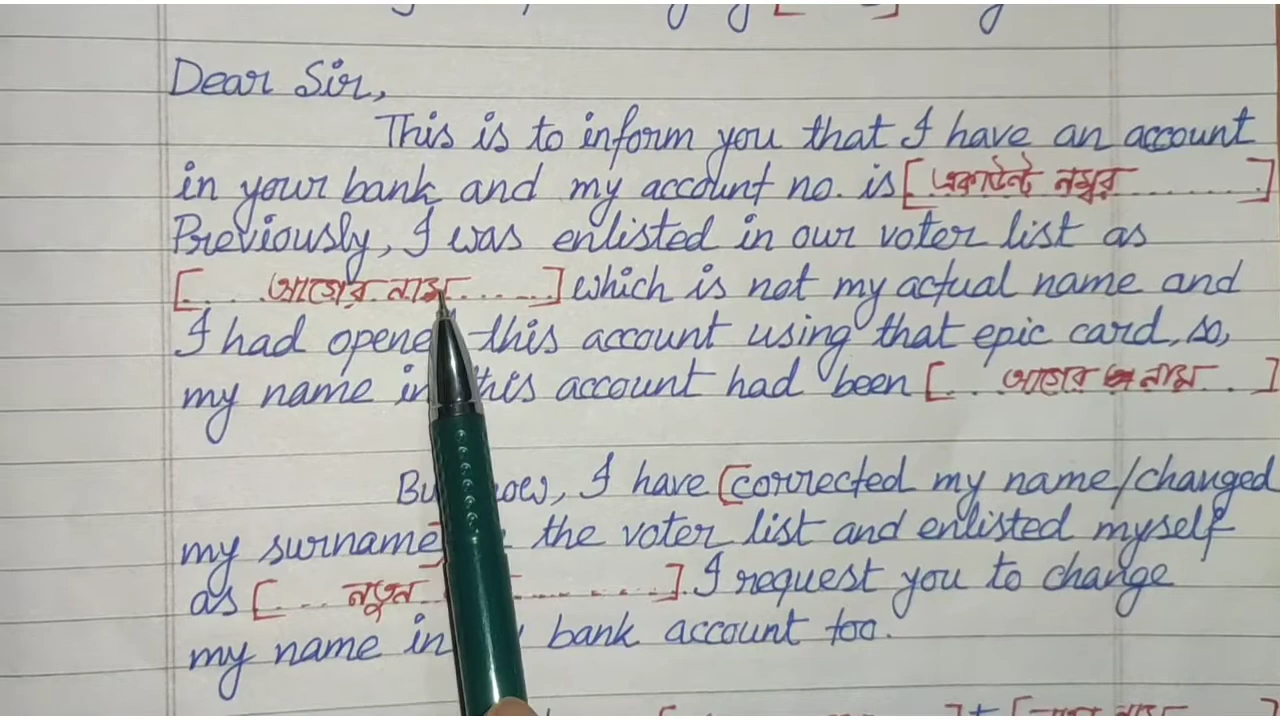 Dear Sir,
This is to inform you that I have an account
in your bank and my account no. is [একাউন্ট নম্বর ........]
Previously, I was enlisted in our voter list as
[.. .. আগের নাম ........] which is not my actual name and
I had opened this account using that epic card, so,
my name in this account had been [... আগের নাম ..]
But now, I have [corrected my name/changed
my surname] the voter list and enlisted myself
as [... নতুন ........]. I request you to change
my name in bank account too.